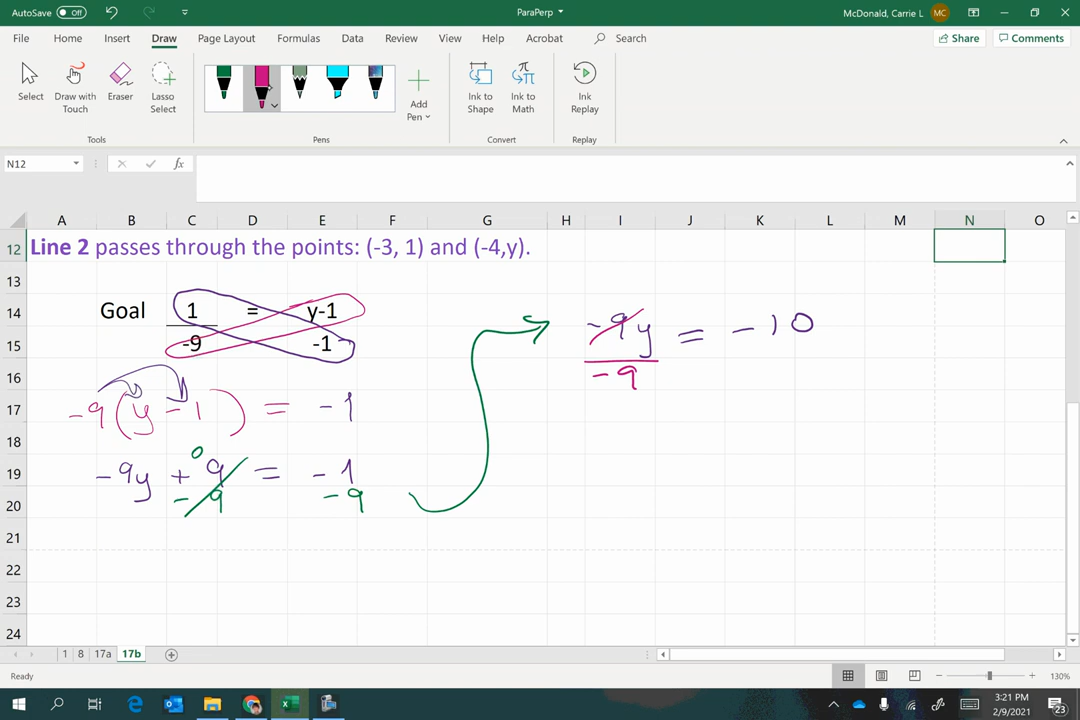 AutoSave Off ParaPerp McDonald, Carrie L MC
File Home Insert Draw Page Layout Formulas Data Review View Help Acrobat Search Share Comments
Select Draw with Touch Eraser Lasso Select Add Pen Ink to Shape Ink to Math Ink Replay
Tools Pens Convert Replay
N12 fx
A B C D E F G H I J K L M N O
12 Line 2 passes through the points: (-3, 1) and (-4,y).
13
14 Goal 1 = y-1 -9y = -10
15 -9 -1
16 -9
17 -9(y - 1) = -1
18 0
19 -9y + 9 = -1
20 - 9 -9
21
22
23
24
1 8 17a 17b
Ready 130%
3:21 PM
2/9/2021 23